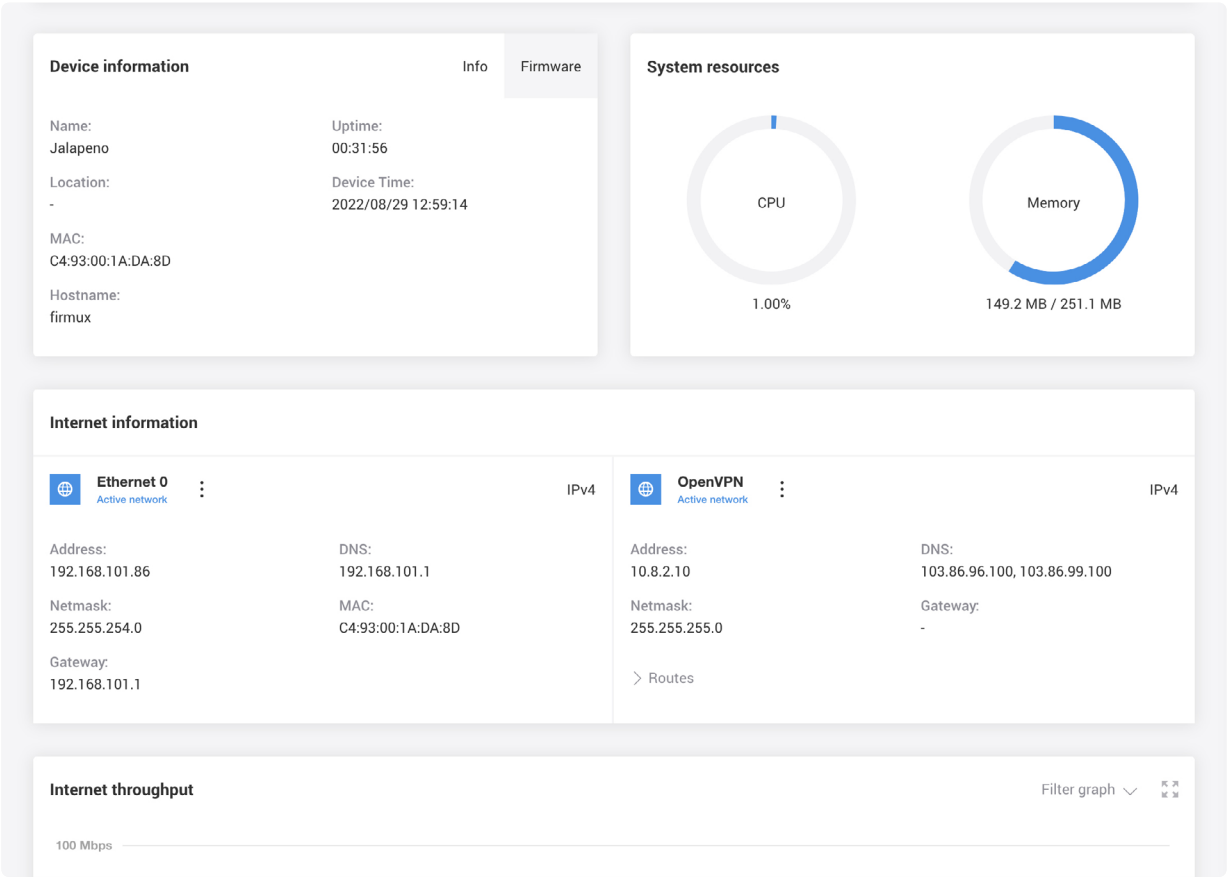 Device information
Info
Firmware
Name:
Jalapeno
Uptime:
00:31:56
Location:
-
Device Time:
2022/08/29 12:59:14
MAC:
C4:93:00:1A:DA:8D
Hostname:
firmux
System resources
CPU
1.00%
Memory
149.2 MB / 251.1 MB
Internet information
Ethernet 0
Active network
IPv4
Address:
192.168.101.86
DNS:
192.168.101.1
Netmask:
255.255.254.0
MAC:
C4:93:00:1A:DA:8D
Gateway:
192.168.101.1
OpenVPN
Active network
IPv4
Address:
10.8.2.10
DNS:
103.86.96.100, 103.86.99.100
Netmask:
255.255.255.0
Gateway:
-
Routes
Internet throughput
Filter graph
100 Mbps